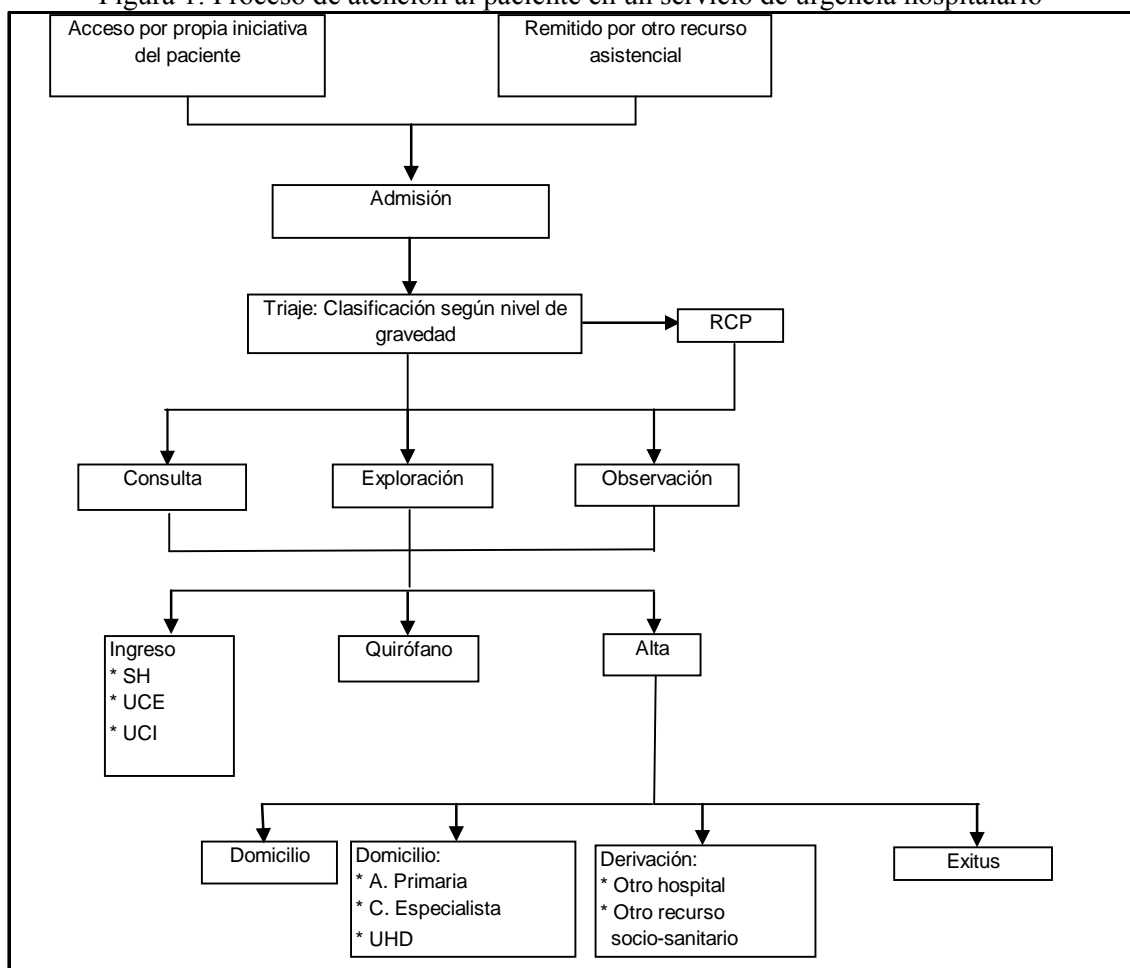 Figura 1. Proceso de atención al paciente en un servicio de urgencia hospitalario
Acceso por propia iniciativa
del paciente
Remitido por otro recurso
asistencial
Admisión
Triaje: Clasificación según nivel de
gravedad
RCP
Consulta
Exploración
Observación
Ingreso
* SH
* UCE
* UCI
Quirófano
Alta
Domicilio
Domicilio:
* A. Primaria
* C. Especialista
* UHD
Derivación:
* Otro hospital
* Otro recurso
socio-sanitario
Exitus